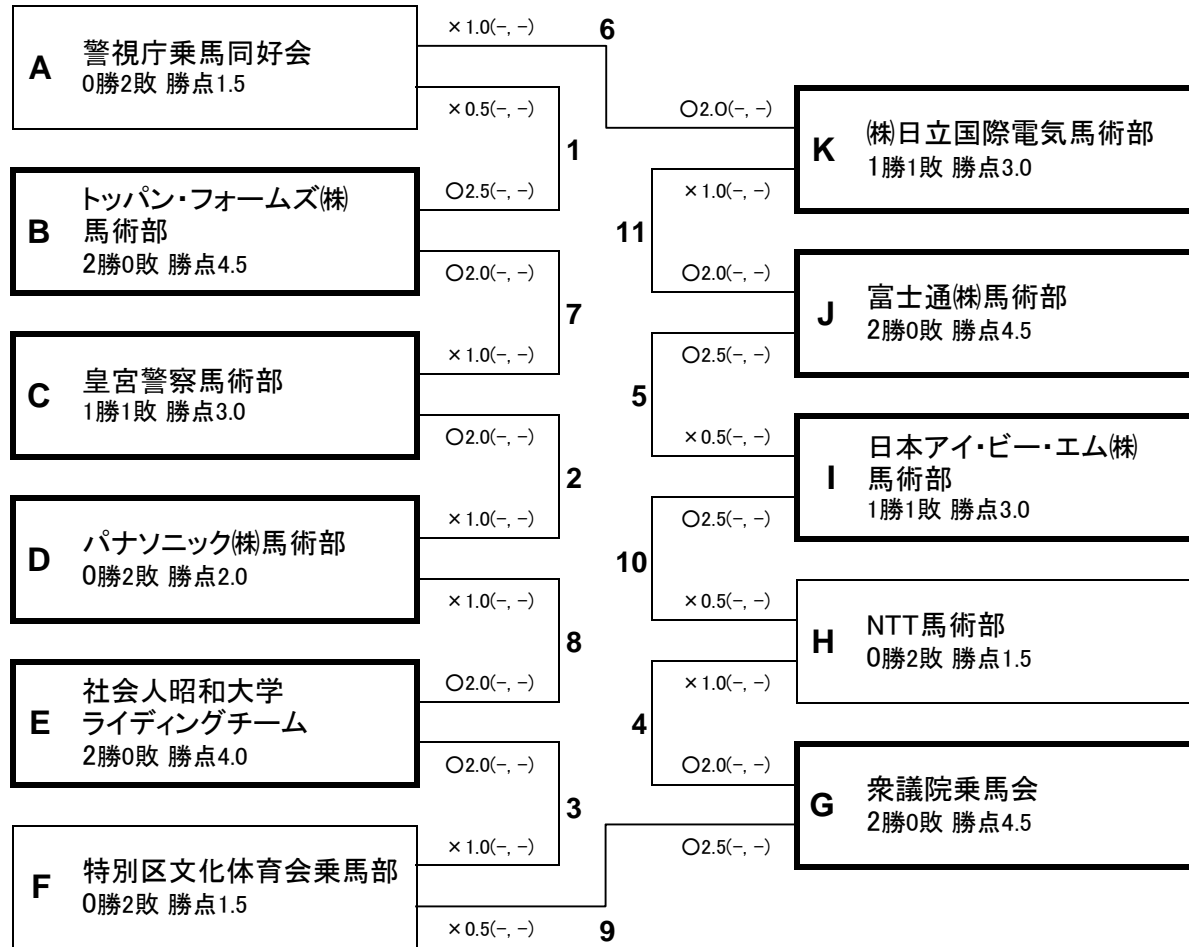 A
警視庁乗馬同好会
0勝2敗 勝点1.5
×1.0(-, -)
6
×0.5(-, -)
1
○2.5(-, -)
B
トッパン・フォームズ㈱
馬術部
2勝0敗 勝点4.5
○2.0(-, -)
7
×1.0(-, -)
C
皇宮警察馬術部
1勝1敗 勝点3.0
○2.0(-, -)
2
×1.0(-, -)
D
パナソニック㈱馬術部
0勝2敗 勝点2.0
×1.0(-, -)
8
○2.0(-, -)
E
社会人昭和大学
ライディングチーム
2勝0敗 勝点4.0
○2.0(-, -)
3
×1.0(-, -)
F
特別区文化体育会乗馬部
0勝2敗 勝点1.5
×0.5(-, -)
9
○2.0(-, -)
K
㈱日立国際電気馬術部
1勝1敗 勝点3.0
×1.0(-, -)
11
○2.0(-, -)
J
富士通㈱馬術部
2勝0敗 勝点4.5
○2.5(-, -)
5
×0.5(-, -)
I
日本アイ・ビー・エム㈱
馬術部
1勝1敗 勝点3.0
○2.5(-, -)
10
×0.5(-, -)
H
NTT馬術部
0勝2敗 勝点1.5
×1.0(-, -)
4
○2.0(-, -)
G
衆議院乗馬会
2勝0敗 勝点4.5
○2.5(-, -)